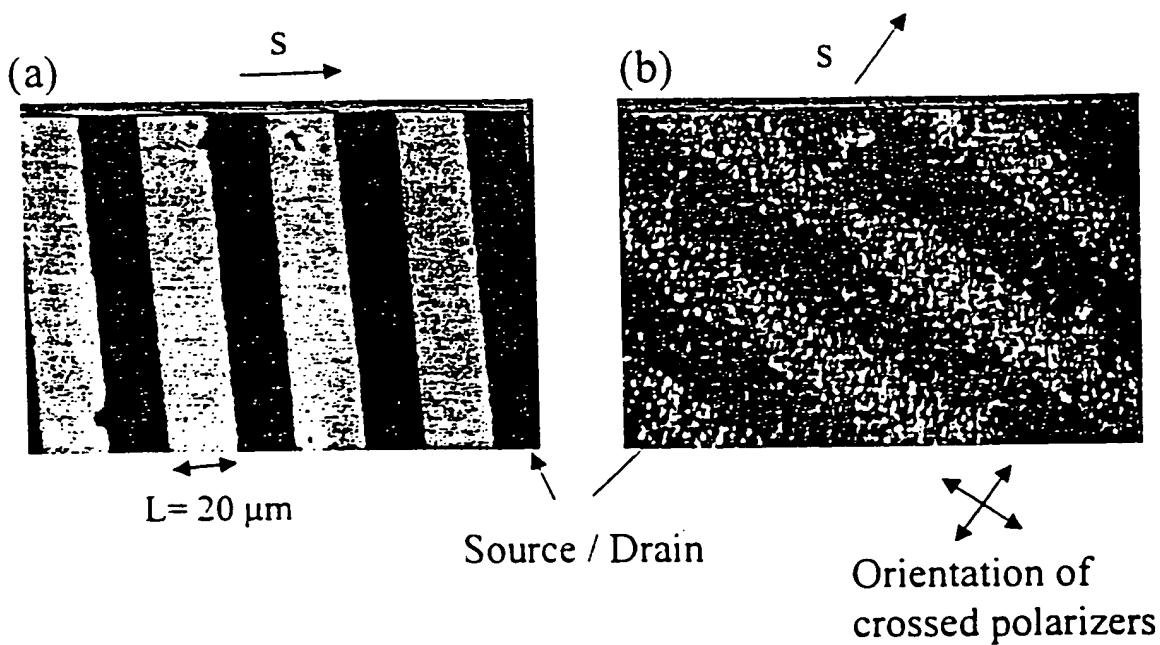 (a)
S
(b)
S
L= 20 µm
Source / Drain
Orientation of
crossed polarizers